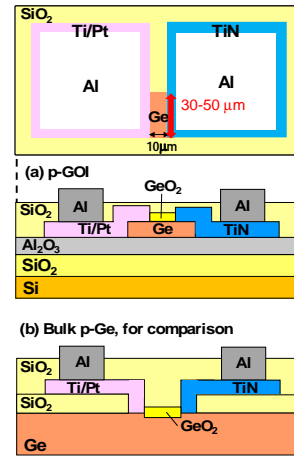 SiO2
Ti/Pt
TiN
Al
Al
Ge
30-50 μm
10μm
(a) p-GOI
GeO2
SiO2
Al
Al
Ti/Pt
Ge
TiN
Al2O3
SiO2
Si
(b) Bulk p-Ge, for comparison
Al
Al
SiO2
Ti/Pt
TiN
SiO2
GeO2
Ge